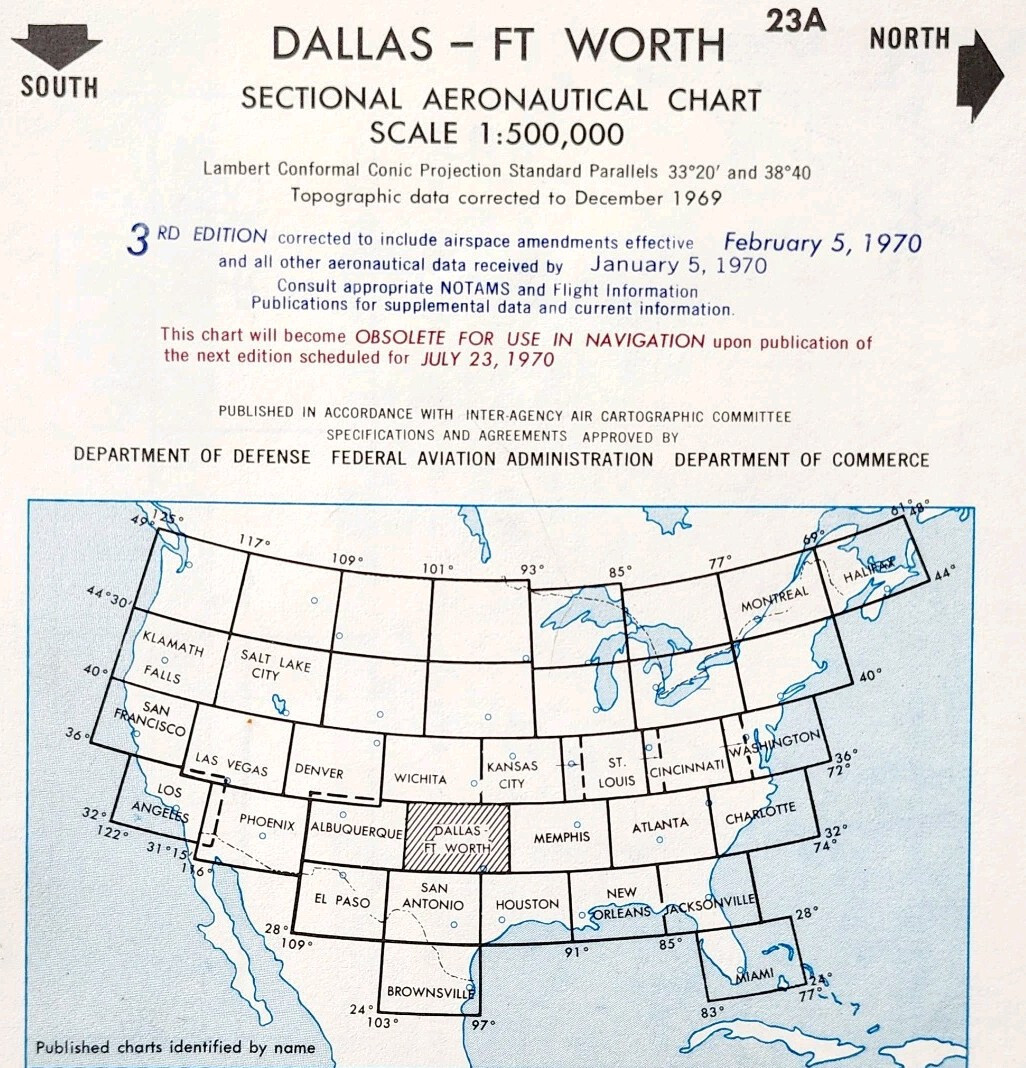 23A
DALLAS – FT WORTH
NORTH
SOUTH
SECTIONAL AERONAUTICAL CHART
SCALE 1:500,000
Lambert Conformal Conic Projection Standard Parallels 33°20′ and 38°40
Topographic data corrected to December 1969
3RD EDITION corrected to include airspace amendments effective February 5, 1970
and all other aeronautical data received by January 5, 1970
Consult appropriate NOTAMS and Flight Information
Publications for supplemental data and current information.
This chart will become OBSOLETE FOR USE IN NAVIGATION upon publication of
the next edition scheduled for JULY 23, 1970
PUBLISHED IN ACCORDANCE WITH INTER-AGENCY AIR CARTOGRAPHIC COMMITTEE
SPECIFICATIONS AND AGREEMENTS APPROVED BY
DEPARTMENT OF DEFENSE FEDERAL AVIATION ADMINISTRATION DEPARTMENT OF COMMERCE
61° 48°
49° 125°
117°
109°
101°
93°
85°
77°
69°
44°
HALIFAX
MONTREAL
44°30′
KLAMATH
FALLS
SALT LAKE
CITY
40°
40°
SAN
FRANCISCO
36°
LAS VEGAS
DENVER
WICHITA
KANSAS
CITY
ST.
LOUIS
CINCINNATI
WASHINGTON
36°
72°
LOS
ANGELES
32°
122°
31°15′
116°
PHOENIX
ALBUQUERQUE
DALLAS -
FT WORTH
MEMPHIS
ATLANTA
CHARLOTTE
32°
74°
EL PASO
SAN
ANTONIO
HOUSTON
NEW
ORLEANS
JACKSONVILLE
28°
109°
91°
85°
28°
BROWNSVILLE
MIAMI
24°
77°
24°
103°
97°
83°
Published charts identified by name